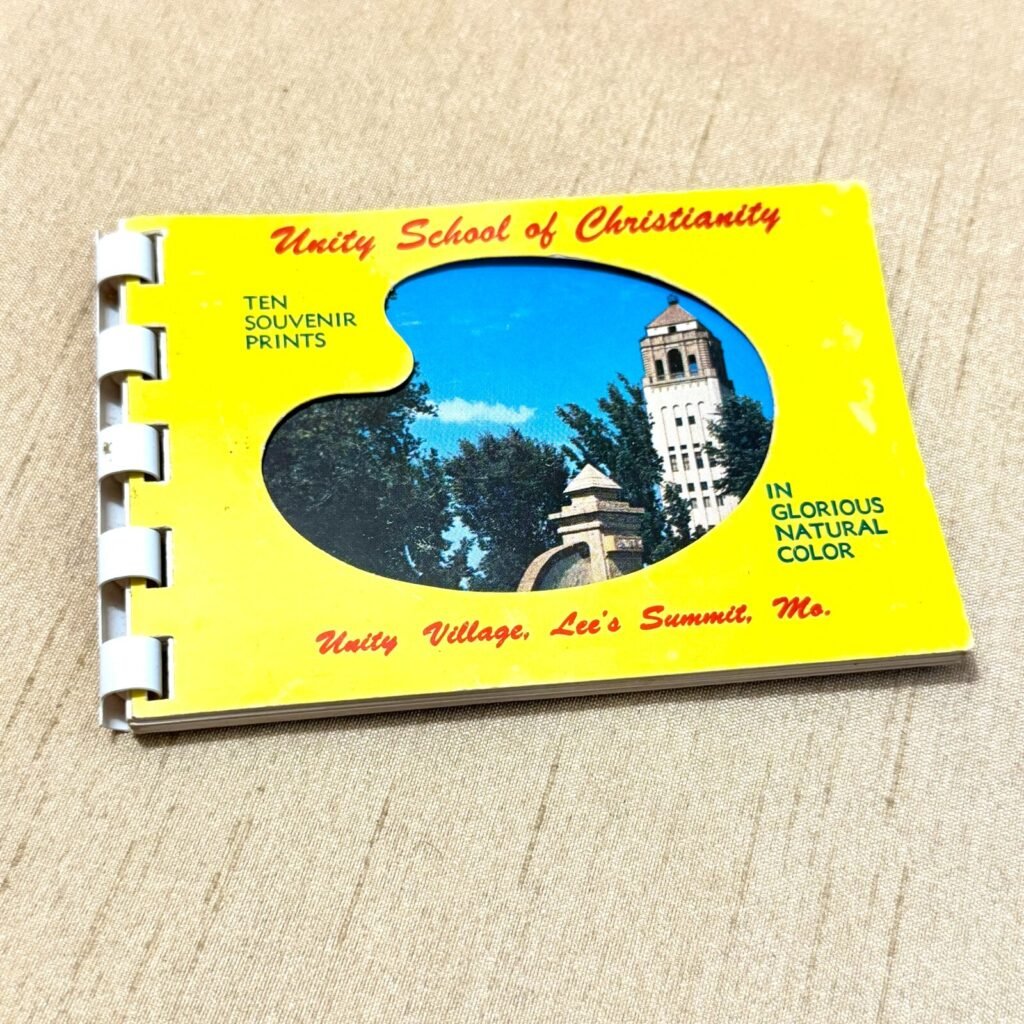 Unity School of Christianity
TEN
SOUVENIR
PRINTS
IN
GLORIOUS
NATURAL
COLOR
Unity Village, Lee's Summit, Mo.